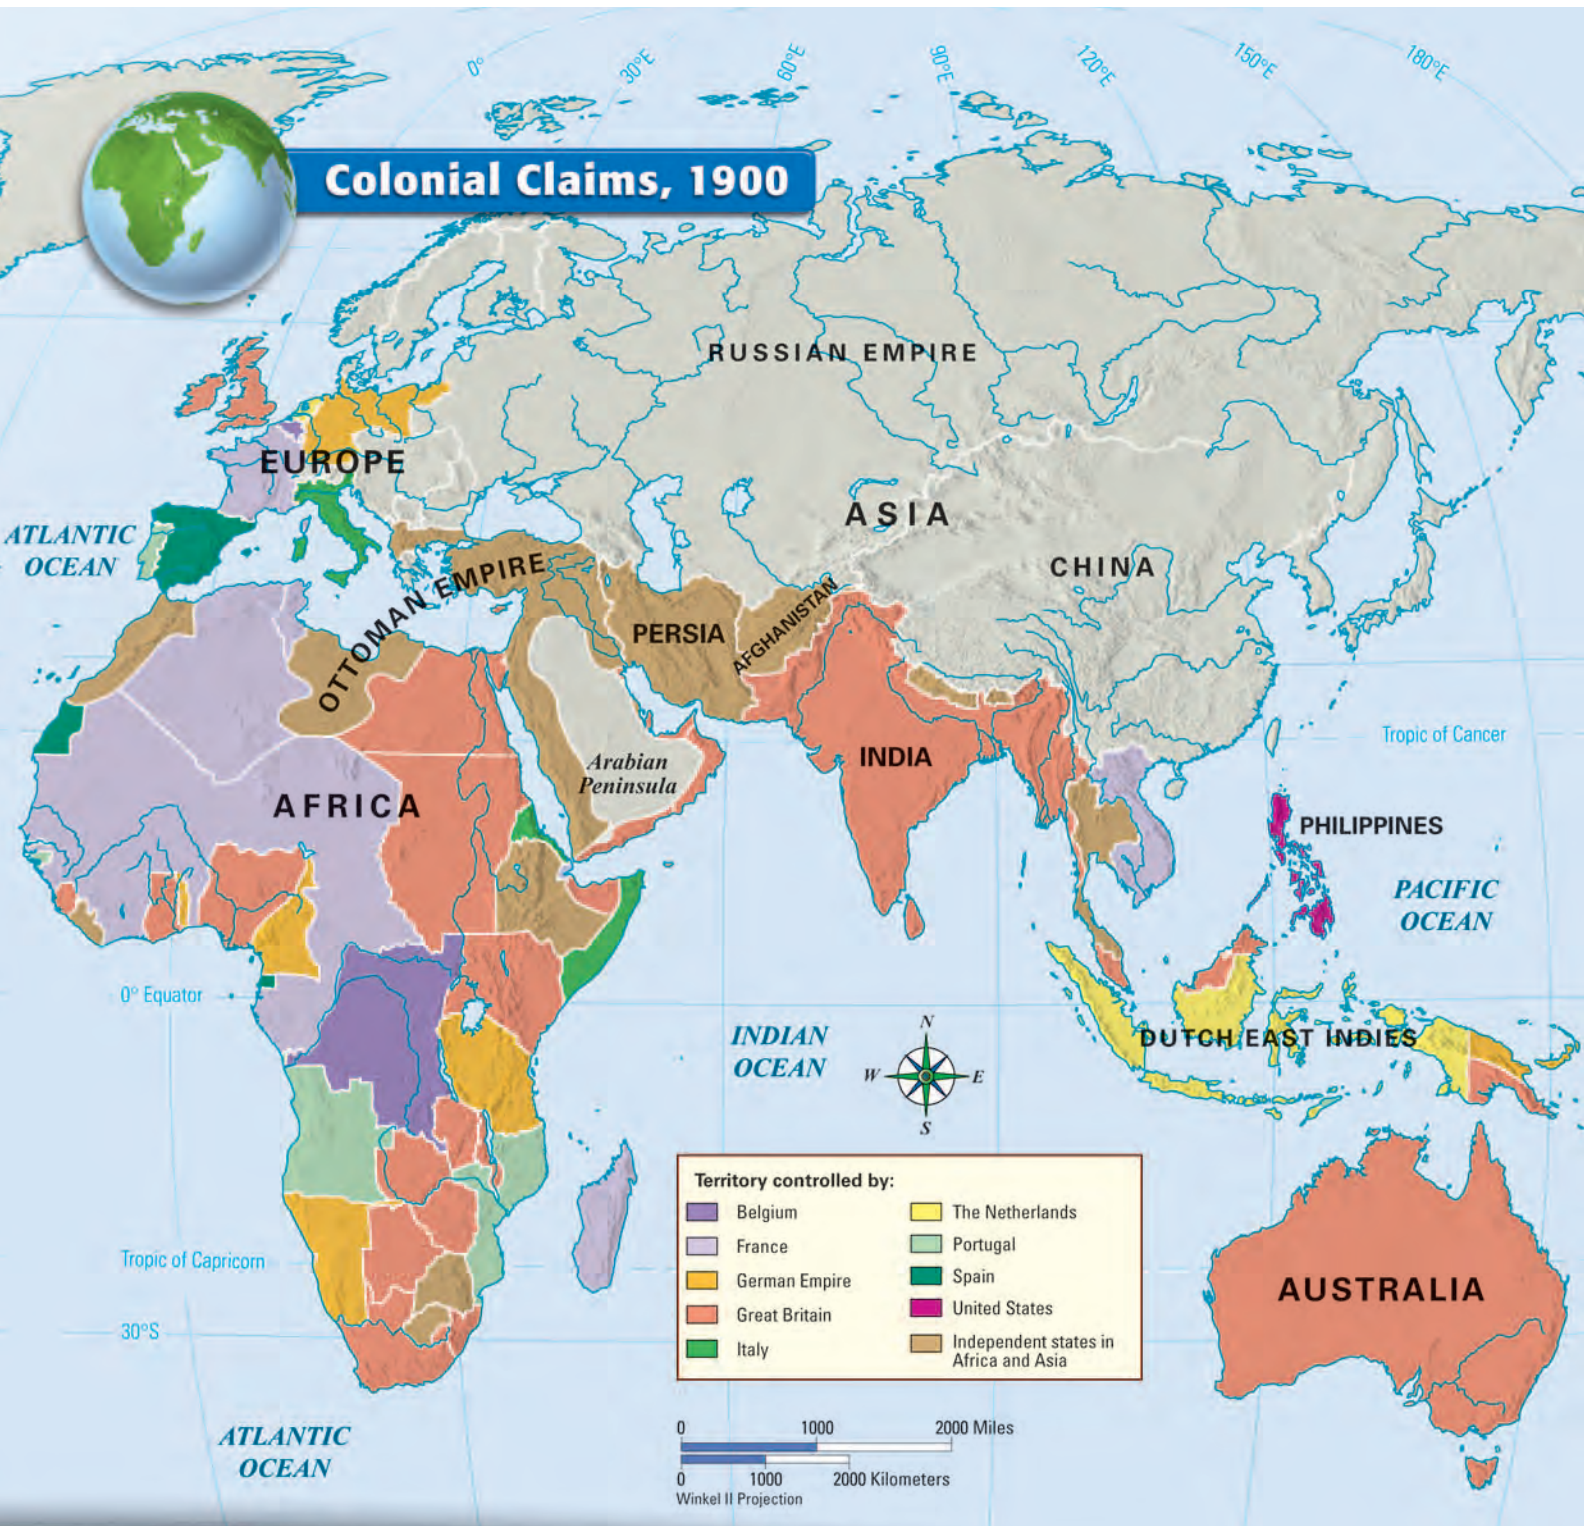 0°
30°E
60°E
90°E
120°E
150°E
180°E
Colonial Claims, 1900
RUSSIAN EMPIRE
EUROPE
ATLANTIC
OCEAN
ASIA
CHINA
OTTOMAN EMPIRE
PERSIA
AFGHANISTAN
Arabian
Peninsula
INDIA
Tropic of Cancer
AFRICA
PHILIPPINES
PACIFIC
OCEAN
0° Equator
INDIAN
OCEAN
N
W
E
S
DUTCH EAST INDIES
Territory controlled by:
Belgium
France
German Empire
Great Britain
Italy
The Netherlands
Portugal
Spain
United States
Independent states in
Africa and Asia
Tropic of Capricorn
30°S
AUSTRALIA
ATLANTIC
OCEAN
0 1000 2000 Miles
0 1000 2000 Kilometers
Winkel II Projection